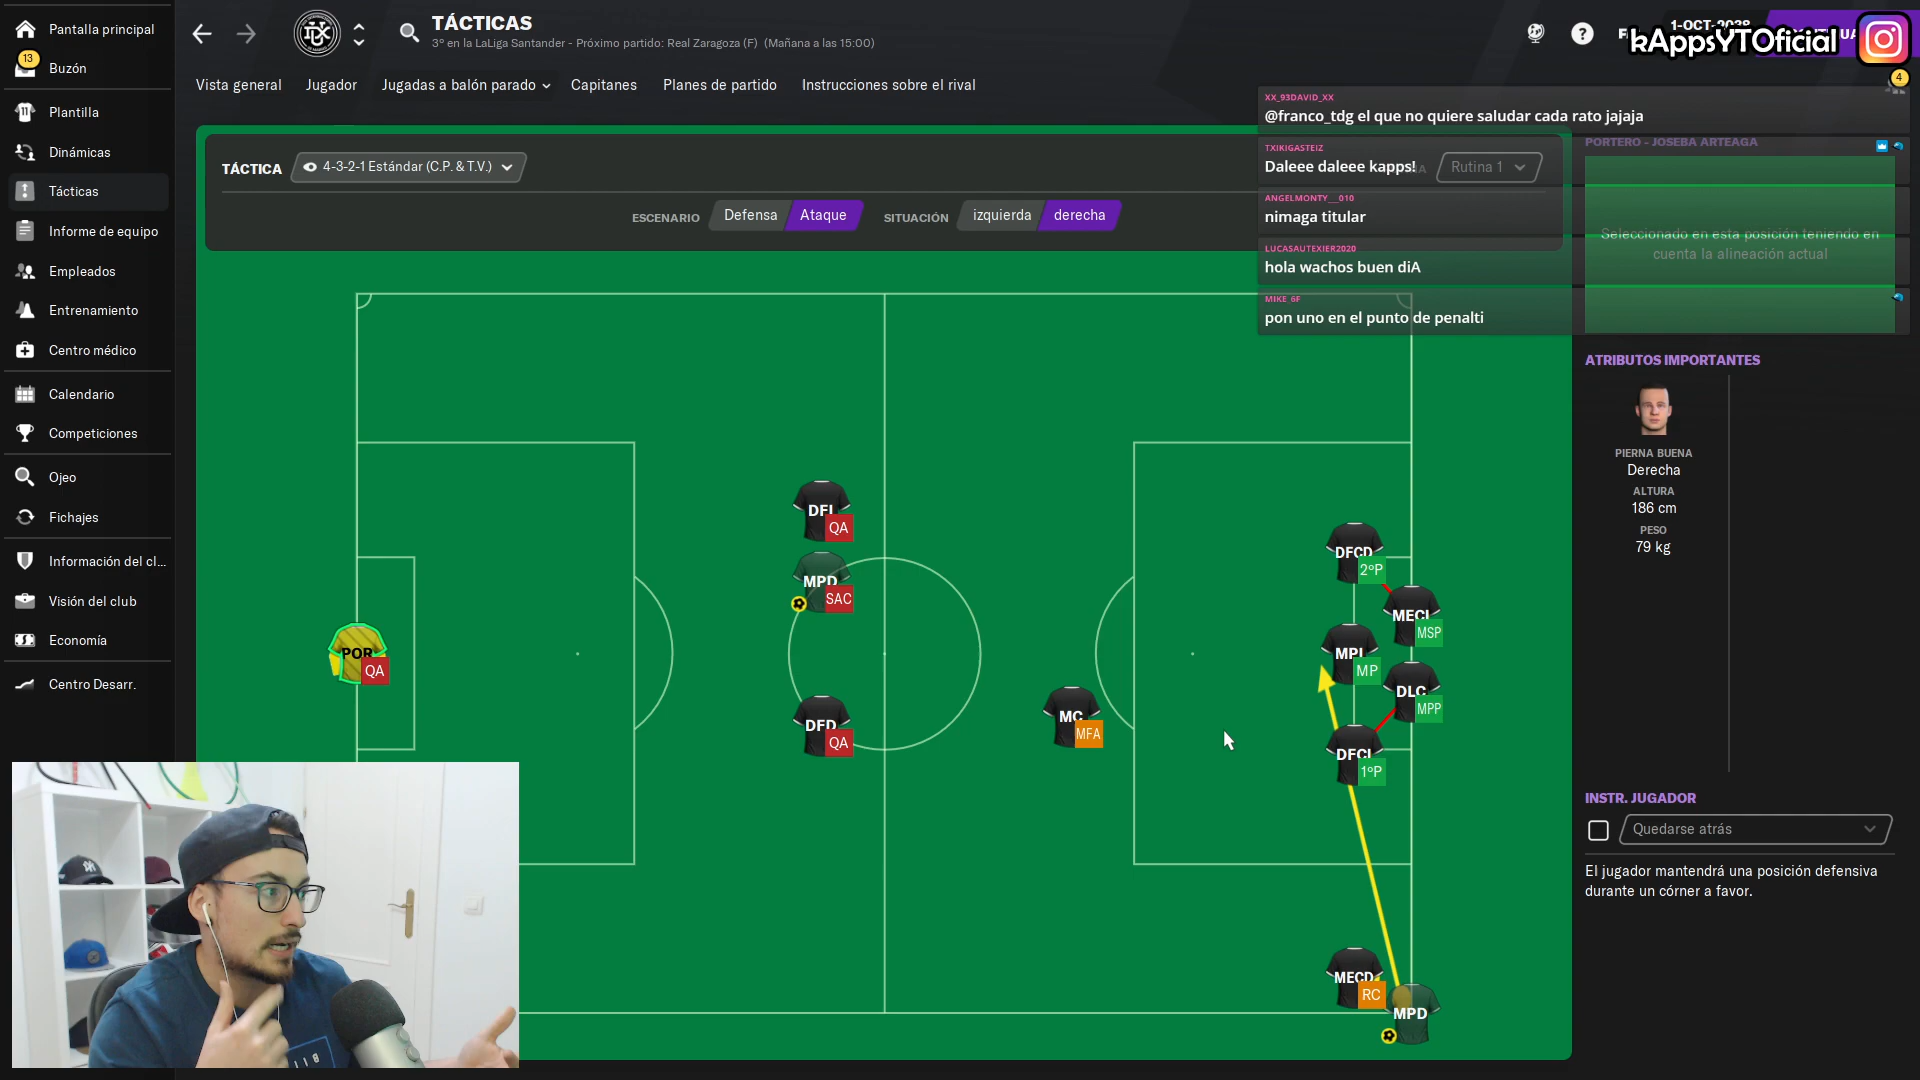 Pantalla principal
13
Buzón
Plantilla
Dinámicas
Tácticas
Informe de equipo
Empleados
Entrenamiento
Centro médico
Calendario
Competiciones
Ojeo
Fichajes
Información del cl...
Visión del club
Economía
Centro Desarr.
TÁCTICAS
3º en la LaLiga Santander - Próximo partido: Real Zaragoza (F) (Mañana a las 15:00)
kAppsYTOficial
4
Vista general
Jugador
Jugadas a balón parado
Capitanes
Planes de partido
Instrucciones sobre el rival
TÁCTICA
4-3-2-1 Estándar (C.P. & T.V.)
Rutina 1
ESCENARIO
Defensa
Ataque
SITUACIÓN
izquierda
derecha
XX_93DAVID_XX
@franco_tdg el que no quiere saludar cada rato jajaja
TXIKIGASTEIZ
Daleee daleee kapps!
ANGELMONTY__010
nimaga titular
LUCASAUTEXIER2020
hola wachos buen diA
MIKE_6F
pon uno en el punto de penalti
PORTERO - JOSEBA ARTEAGA
Seleccionado en esta posición teniendo en
cuenta la alineación actual
DFI
QA
MPD
SAC
POR
QA
DFD
QA
MC
MFA
DFCD
2ºP
MECI
MSP
MPI
MP
DLC
MPP
DFCI
1ºP
MECD
RC
MPD
ATRIBUTOS IMPORTANTES
PIERNA BUENA
Derecha
ALTURA
186 cm
PESO
79 kg
INSTR. JUGADOR
Quedarse atrás
El jugador mantendrá una posición defensiva
durante un córner a favor.